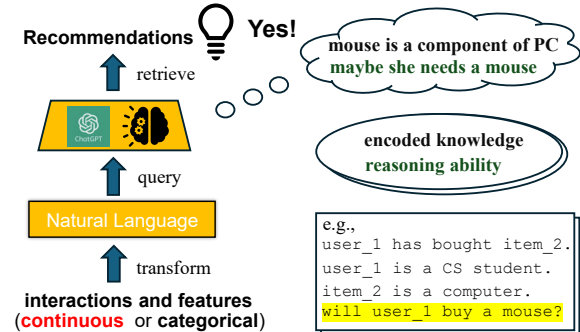 Recommendations
Yes!
retrieve
mouse is a component of PC
maybe she needs a mouse
ChatGPT
encoded knowledge
reasoning ability
query
Natural Language
transform
interactions and features
(continuous or categorical)
e.g.,
user_1 has bought item_2.
user_1 is a CS student.
item_2 is a computer.
will user_1 buy a mouse?